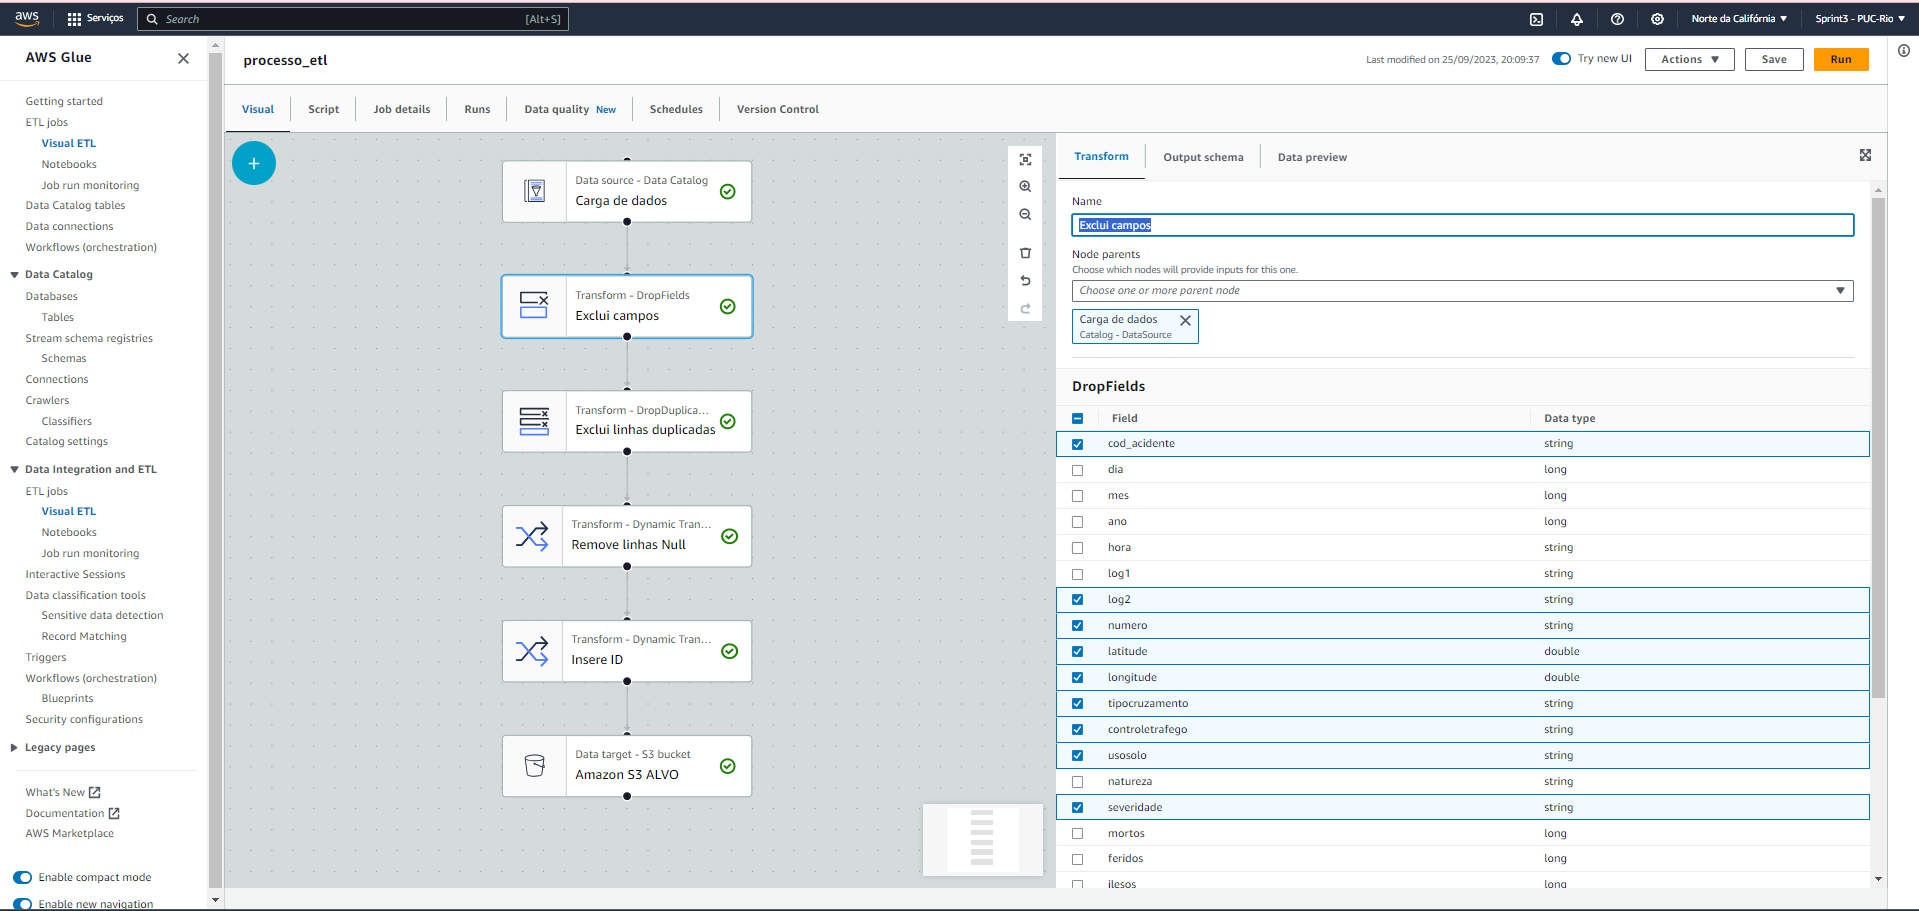 aws
Serviços
Search
[Alt+S]
Norte da Califórnia
Sprint3 - PUC-Rio
AWS Glue
Getting started
ETL jobs
Visual ETL
Notebooks
Job run monitoring
Data Catalog tables
Data connections
Workflows (orchestration)
Data Catalog
Databases
Tables
Stream schema registries
Schemas
Connections
Crawlers
Classifiers
Catalog settings
Data Integration and ETL
ETL jobs
Visual ETL
Notebooks
Job run monitoring
Interactive Sessions
Data classification tools
Sensitive data detection
Record Matching
Triggers
Workflows (orchestration)
Blueprints
Security configurations
Legacy pages
What's New
Documentation
AWS Marketplace
Enable compact mode
Enable new navigation
processo_etl
Last modified on 25/09/2023, 20:09:37
Try new UI
Actions
Save
Run
Visual
Script
Job details
Runs
Data quality New
Schedules
Version Control
Data source - Data Catalog
Carga de dados
Transform - DropFields
Exclui campos
Transform - DropDuplica...
Exclui linhas duplicadas
Transform - Dynamic Tran...
Remove linhas Null
Transform - Dynamic Tran...
Insere ID
Data target - S3 bucket
Amazon S3 ALVO
Transform
Output schema
Data preview
Name
Exclui campos
Node parents
Choose which nodes will provide inputs for this one.
Choose one or more parent node
Carga de dados
Catalog - DataSource
DropFields
Field Data type
cod_acidente string
dia long
mes long
ano long
hora string
log1 string
log2 string
numero string
latitude double
longitude double
tipocruzamento string
controletrafego string
usosolo string
natureza string
severidade string
mortos long
feridos long
ilesos long